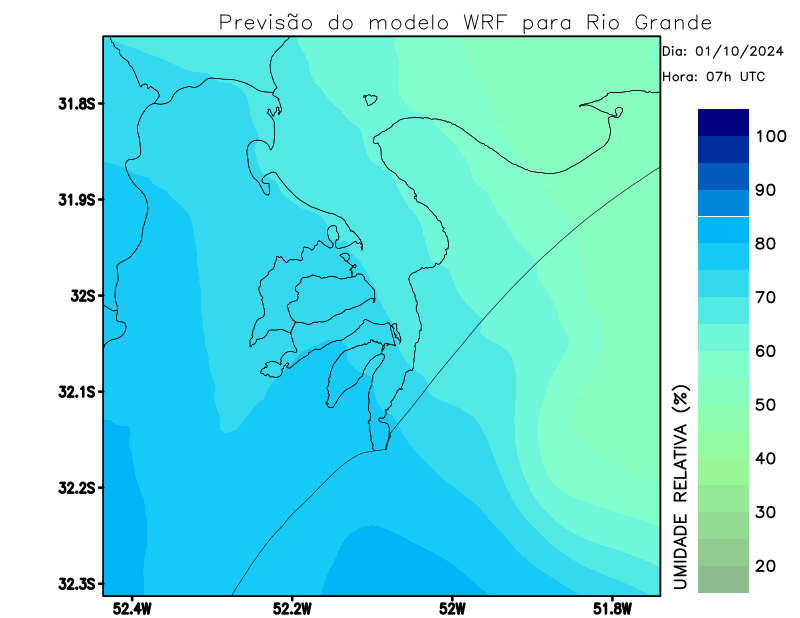 Previsão do modelo WRF para Rio Grande
Dia: 01/10/2024
Hora: 07h UTC
31.8S
31.9S
32S
32.1S
32.2S
32.3S
52.4W
52.2W
52W
51.8W
100
90
80
70
60
50
40
30
20
UMIDADE RELATIVA (%)